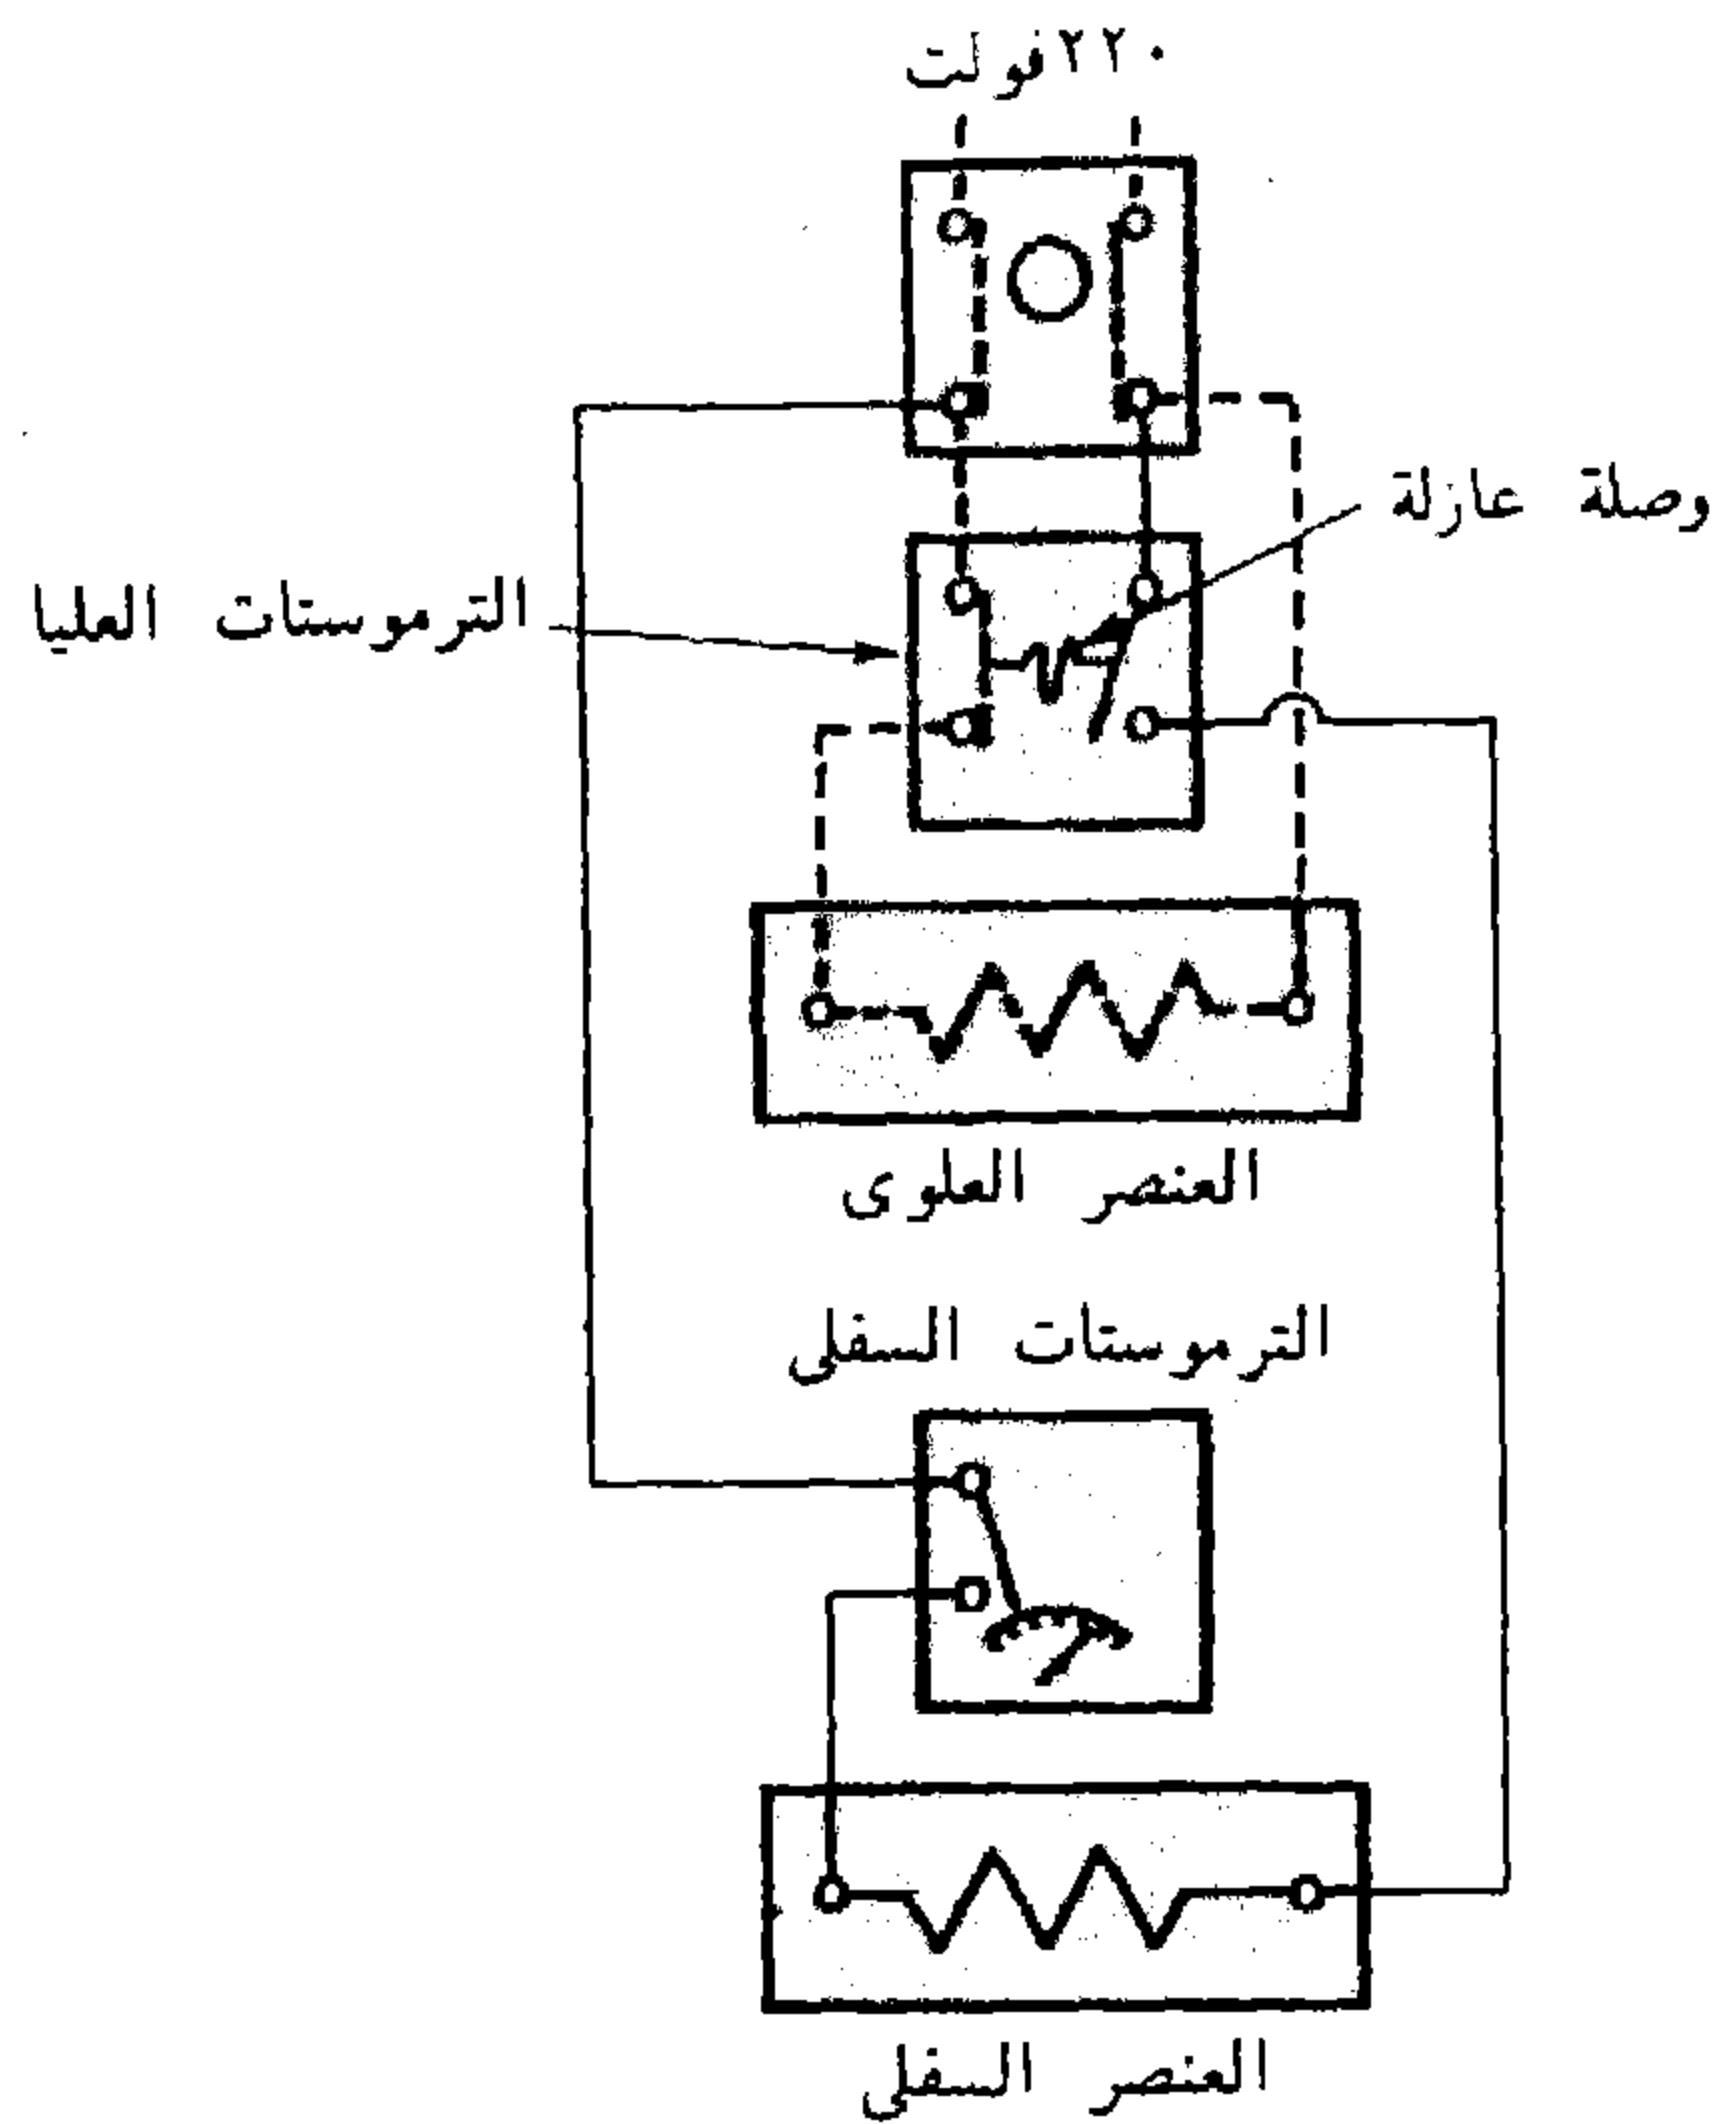 ٢٢٠ فولت
وصلة عازلة
الترموستات العليا
العنصر العلوى
الترموستات السفلى
العنصر السفلى